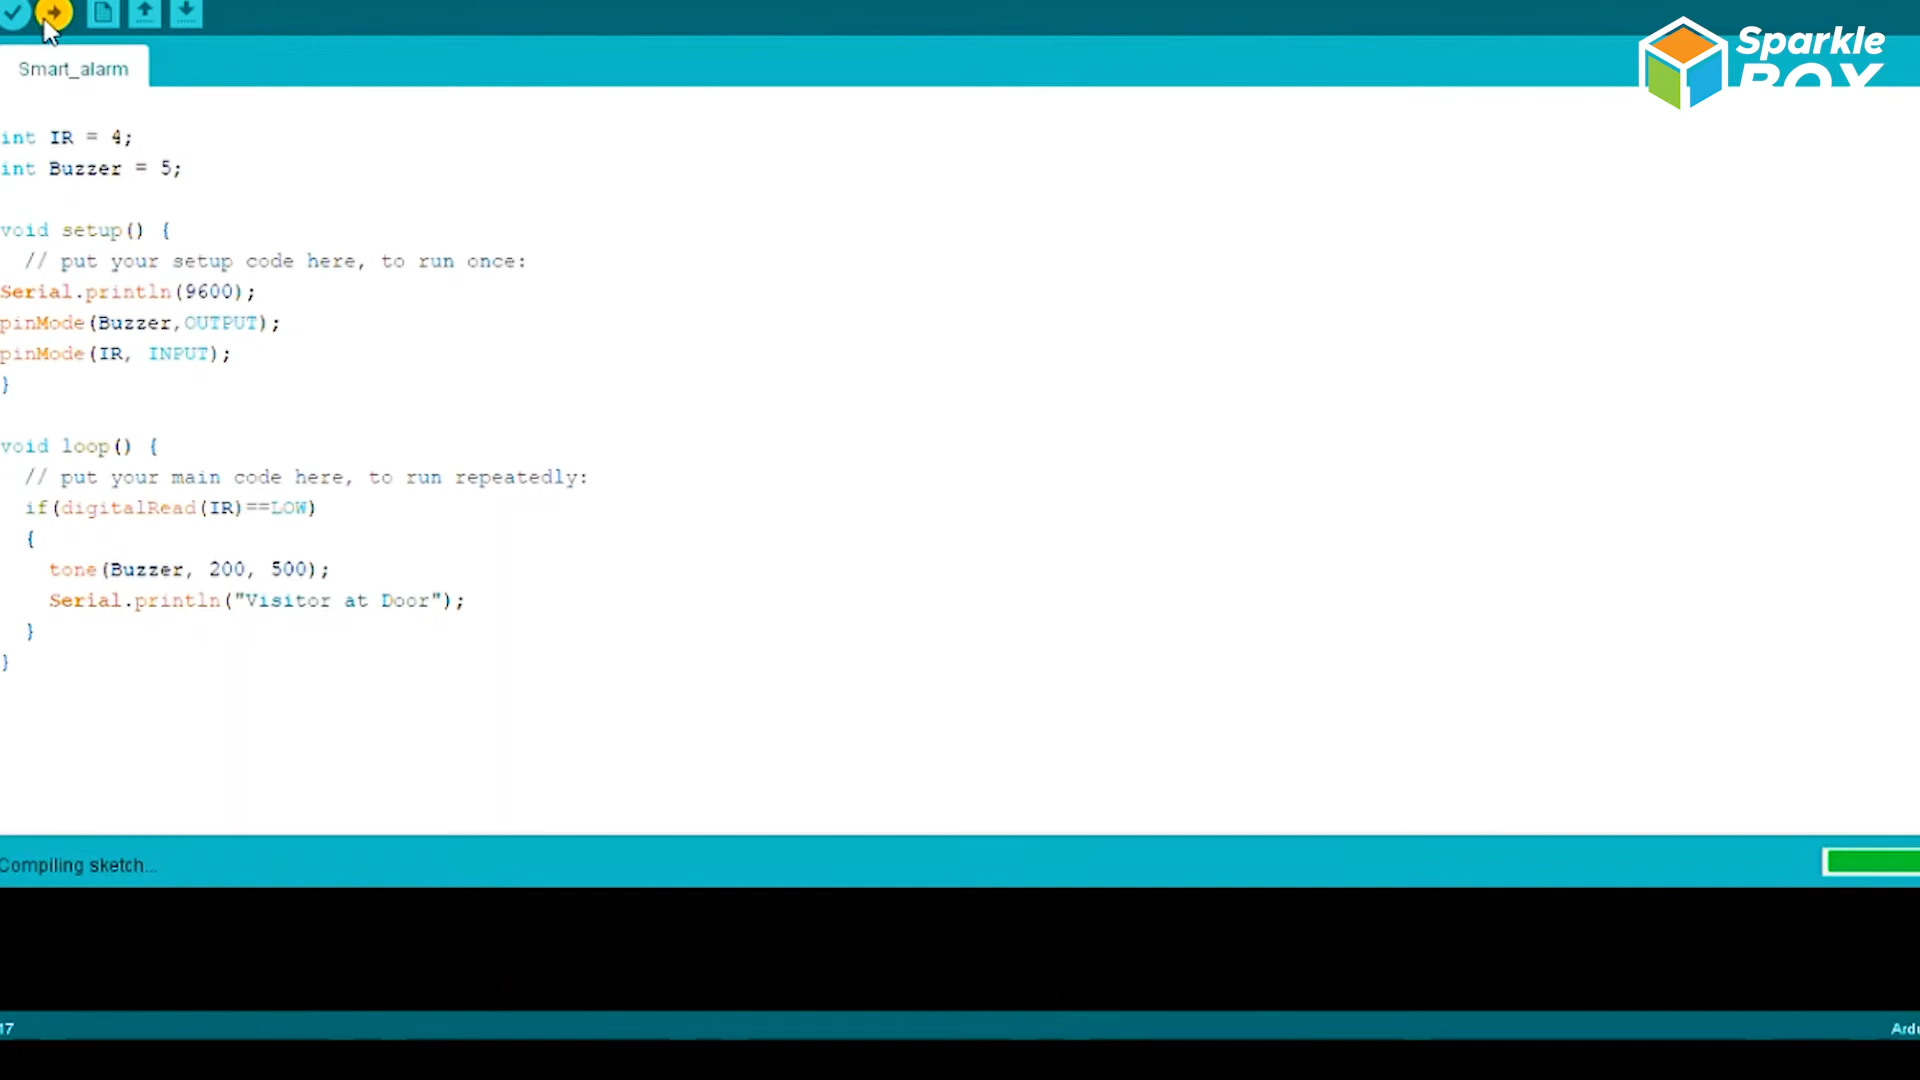 Sparkle
BOX
Smart_alarm
int IR = 4;
int Buzzer = 5;
void setup() {
// put your setup code here, to run once:
Serial.println(9600);
pinMode(Buzzer,OUTPUT);
pinMode(IR, INPUT);
}
void loop() {
// put your main code here, to run repeatedly:
if(digitalRead(IR)==LOW)
{
tone(Buzzer, 200, 500);
Serial.println("Visitor at Door");
}
}
Compiling sketch...
17